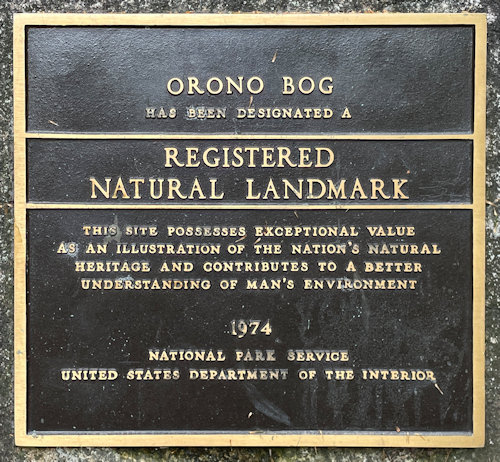 ORONO BOG
HAS BEEN DESIGNATED A
REGISTERED
NATURAL LANDMARK
THIS SITE POSSESSES EXCEPTIONAL VALUE
AS AN ILLUSTRATION OF THE NATION'S NATURAL
HERITAGE AND CONTRIBUTES TO A BETTER
UNDERSTANDING OF MAN'S ENVIRONMENT
1974
NATIONAL PARK SERVICE
UNITED STATES DEPARTMENT OF THE INTERIOR